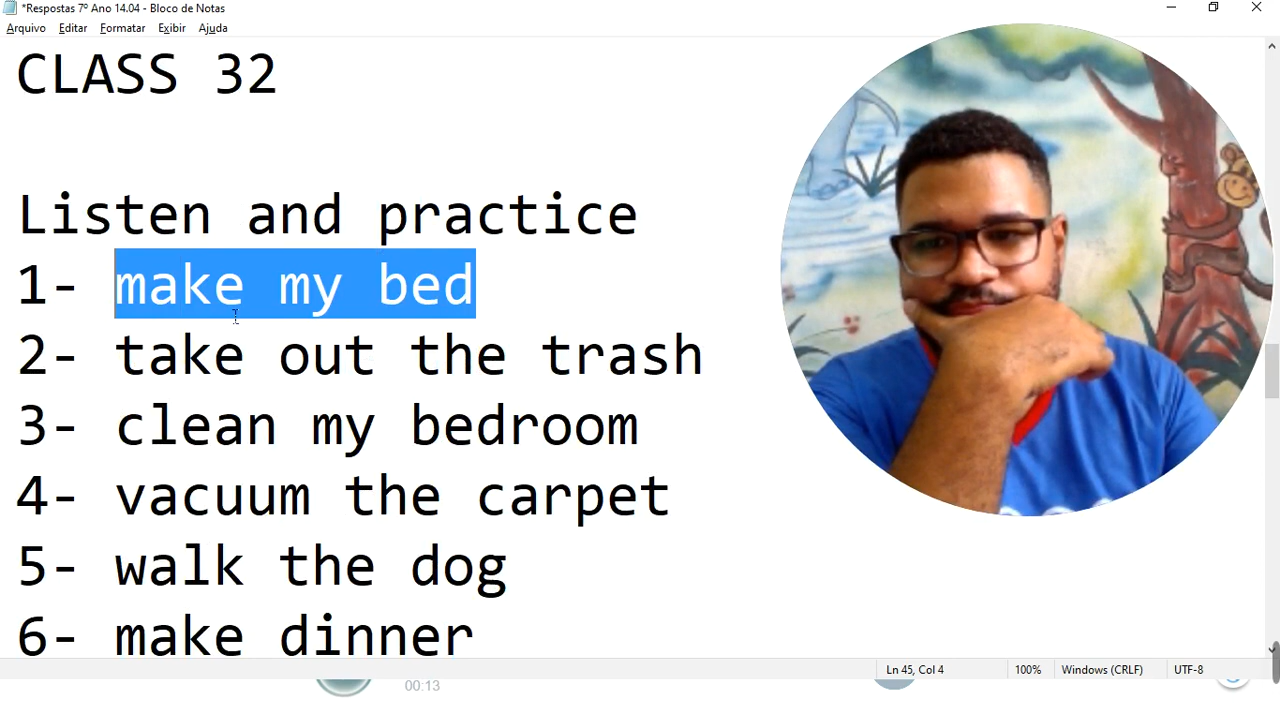 *Respostas 7º Ano 14.04 - Bloco de Notas
Arquivo Editar Formatar Exibir Ajuda
CLASS 32
Listen and practice
1- make my bed
2- take out the trash
3- clean my bedroom
4- vacuum the carpet
5- walk the dog
6- make dinner
Ln 45, Col 4 100% Windows (CRLF) UTF-8
00:13